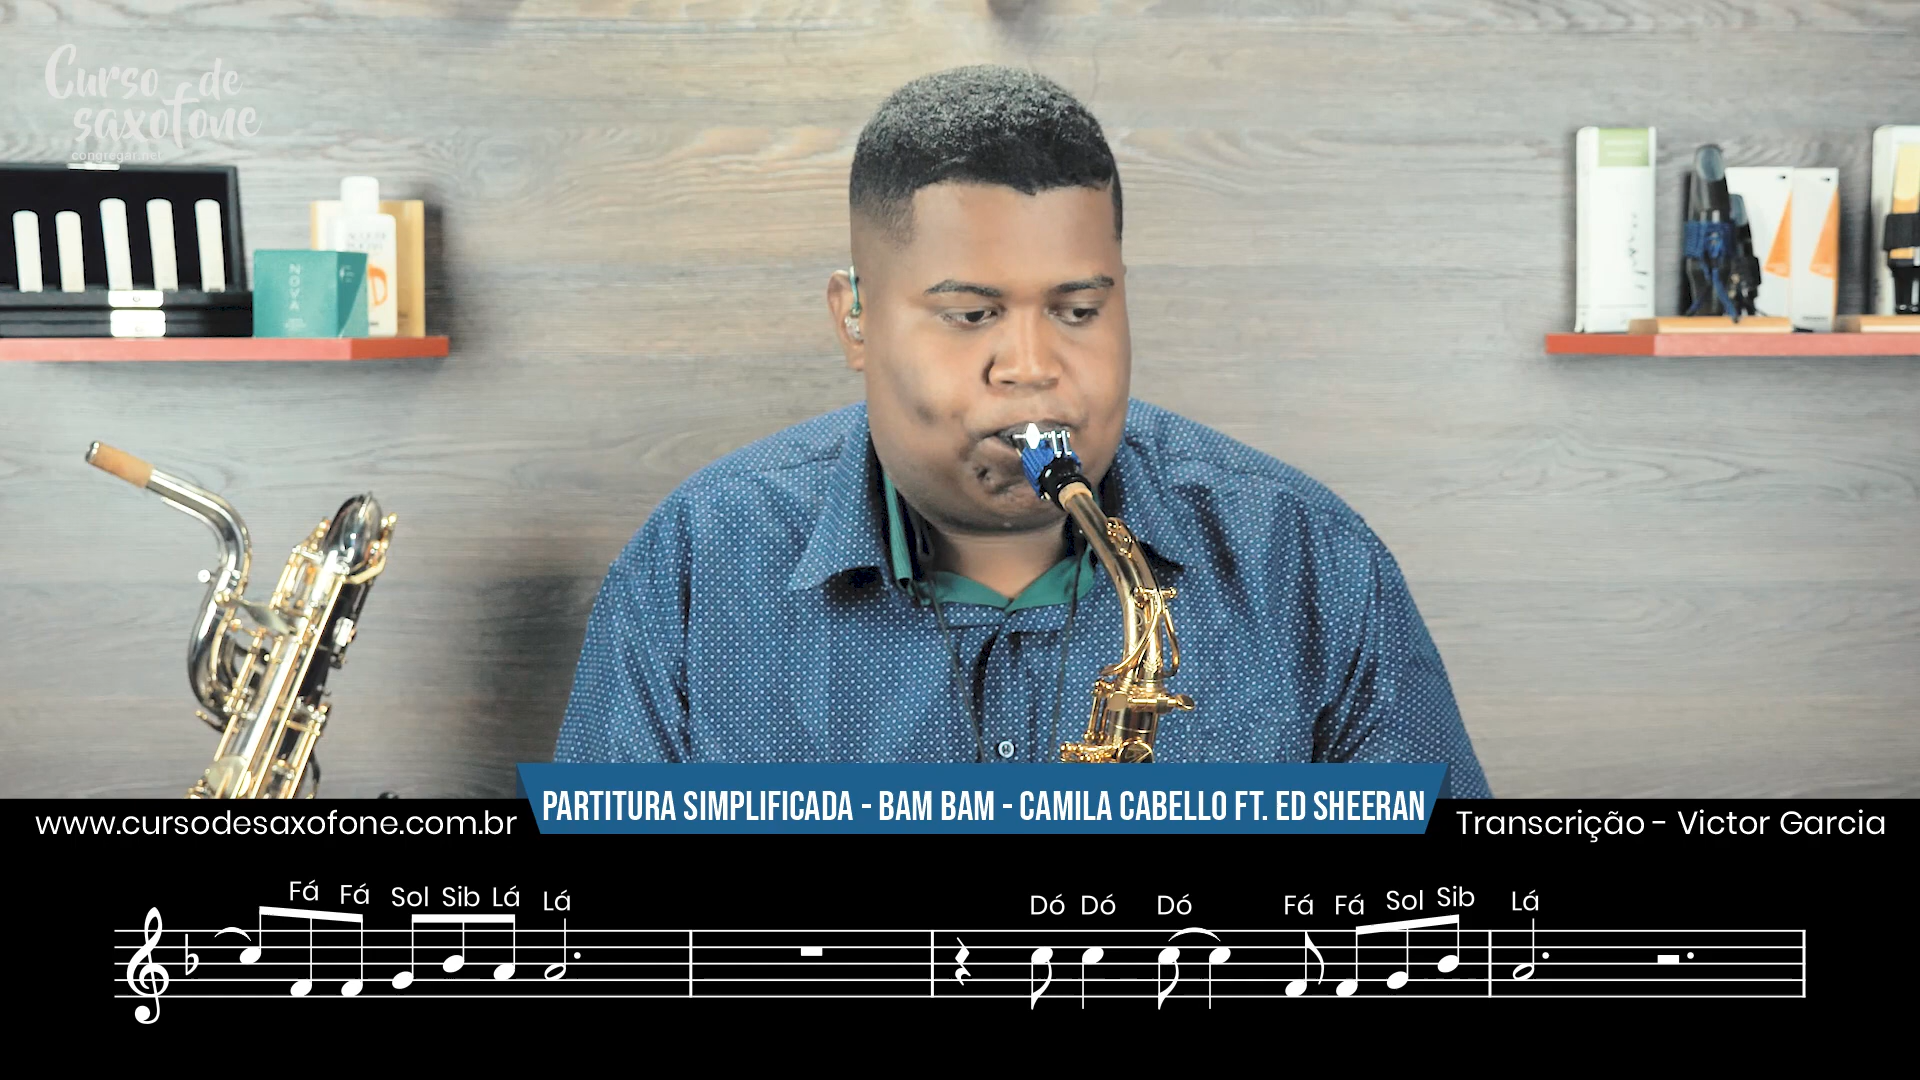 Curso de
saxofone
congregar.net
NOVA
www.cursodesaxofone.com.br
PARTITURA SIMPLIFICADA - BAM BAM - CAMILA CABELLO FT. ED SHEERAN
Transcrição - Victor Garcia
Fá Fá Sol Sib Lá Lá Dó Dó Dó Fá Fá Sol Sib Lá